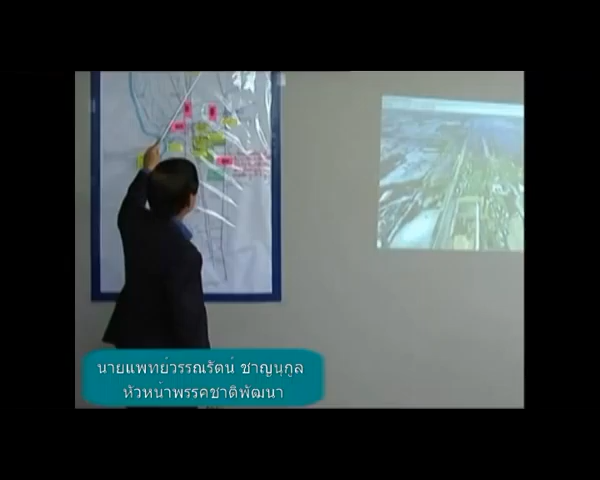 นายแพทย์วรรณรัตน์ ชาญนุกูล
หัวหน้าพรรคชาติพัฒนา